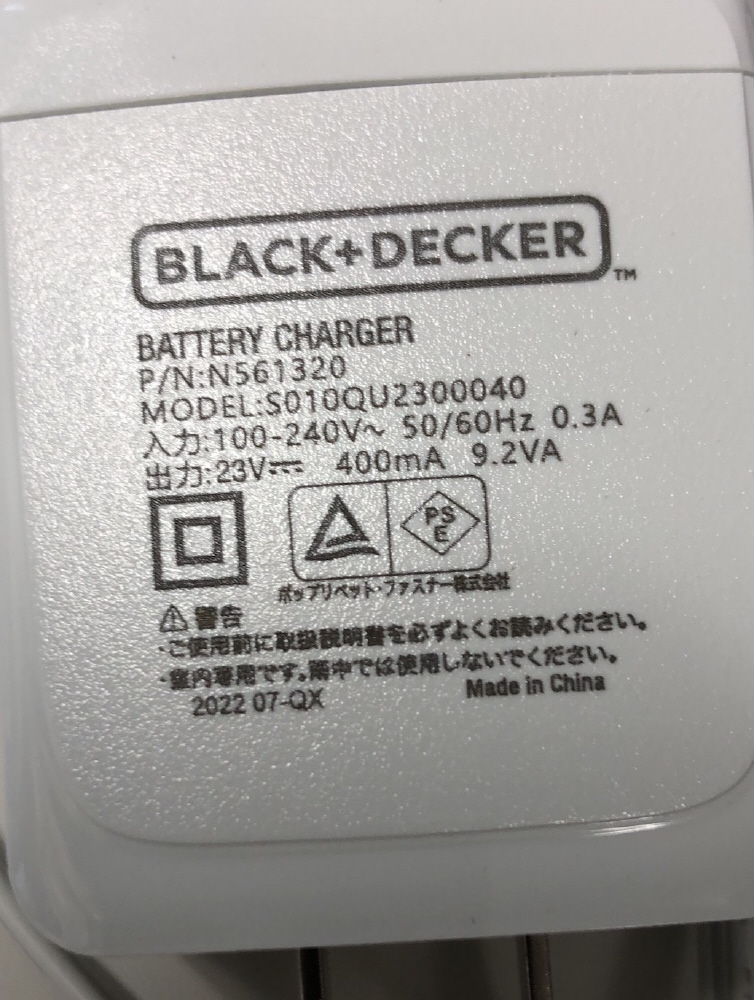 BLACK+DECKER™
BATTERY CHARGER
P/N:N561320
MODEL:S010QU2300040
入力:100-240V~ 50/60Hz 0.3A
出力:23V⎓ 400mA 9.2VA
PS
E
ポップリベット・ファスナー株式会社
⚠警告
・ご使用前に取扱説明書を必ずよくお読みください。
・室内専用です。雨中では使用しないでください。
2022 07-QX Made in China